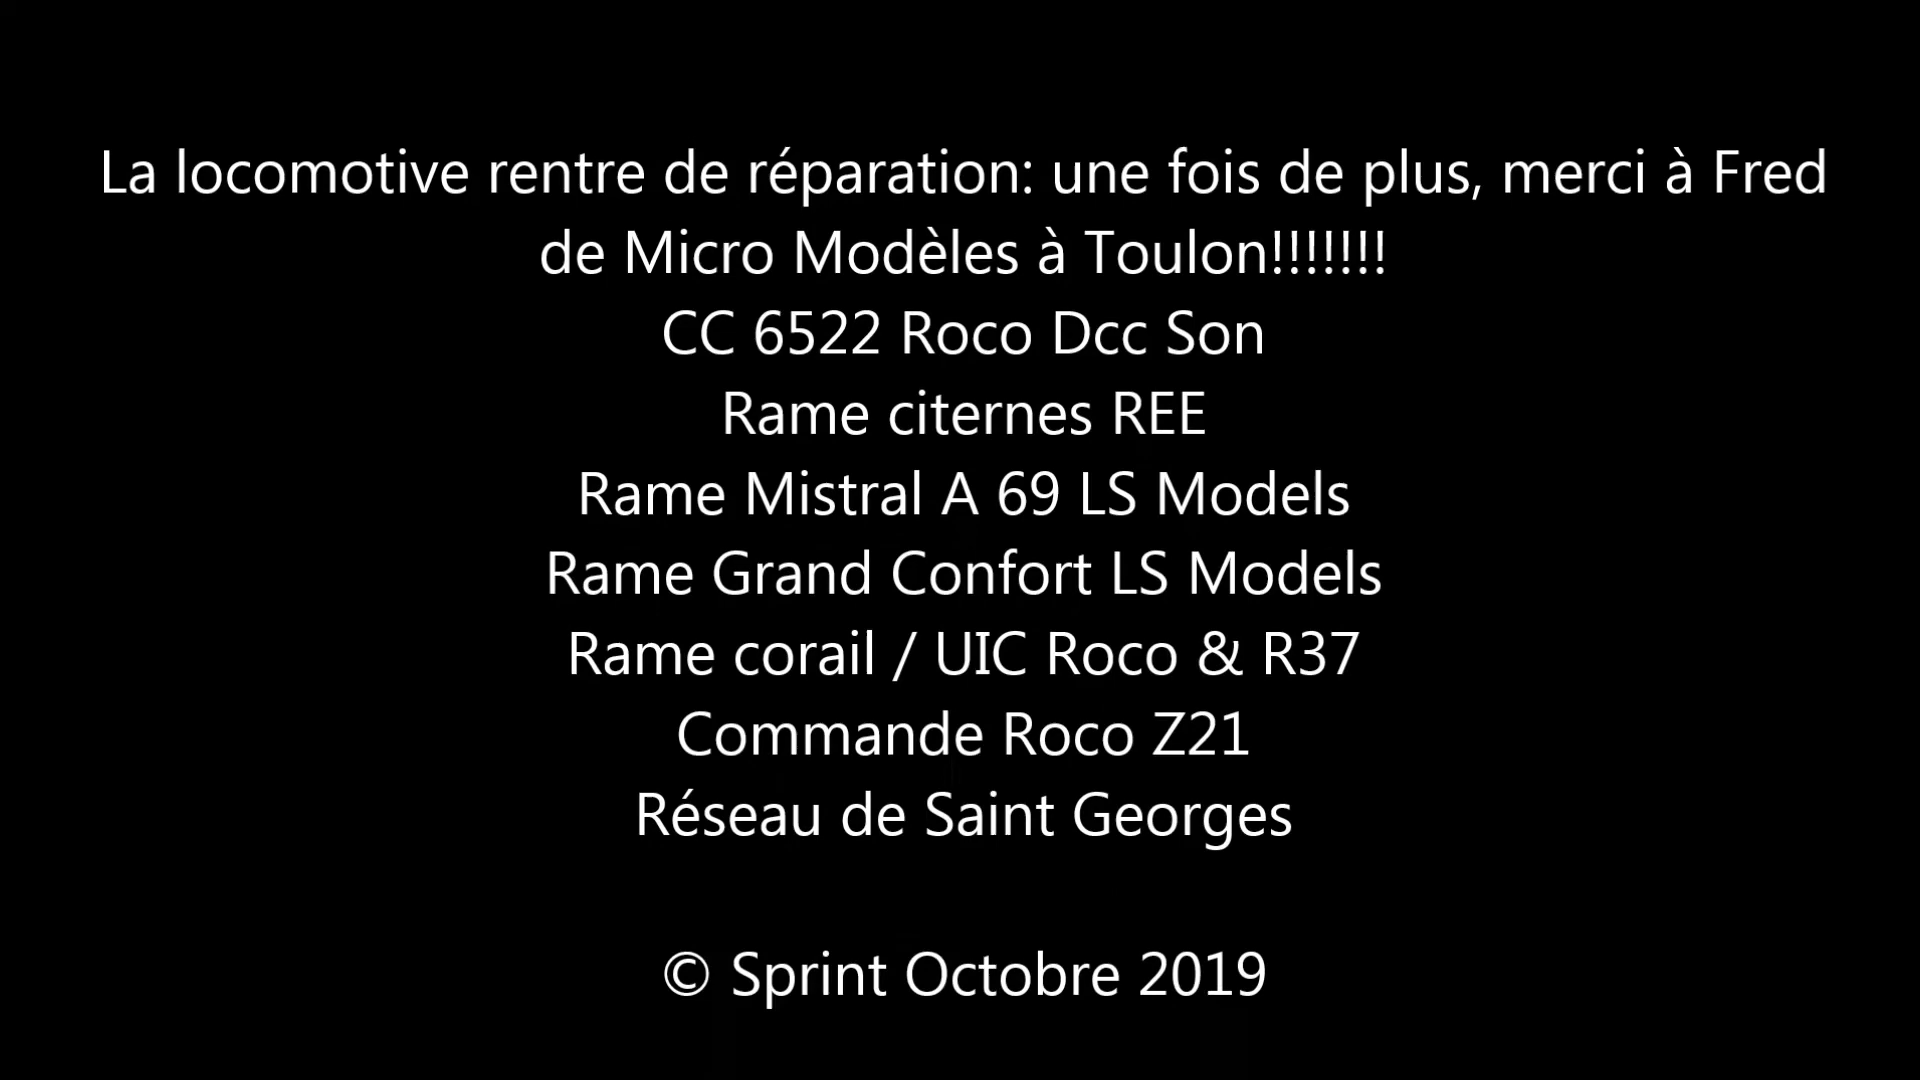 La locomotive rentre de réparation: une fois de plus, merci à Fred
de Micro Modèles à Toulon!!!!!!!
CC 6522 Roco Dcc Son
Rame citernes REE
Rame Mistral A 69 LS Models
Rame Grand Confort LS Models
Rame corail / UIC Roco & R37
Commande Roco Z21
Réseau de Saint Georges
© Sprint Octobre 2019